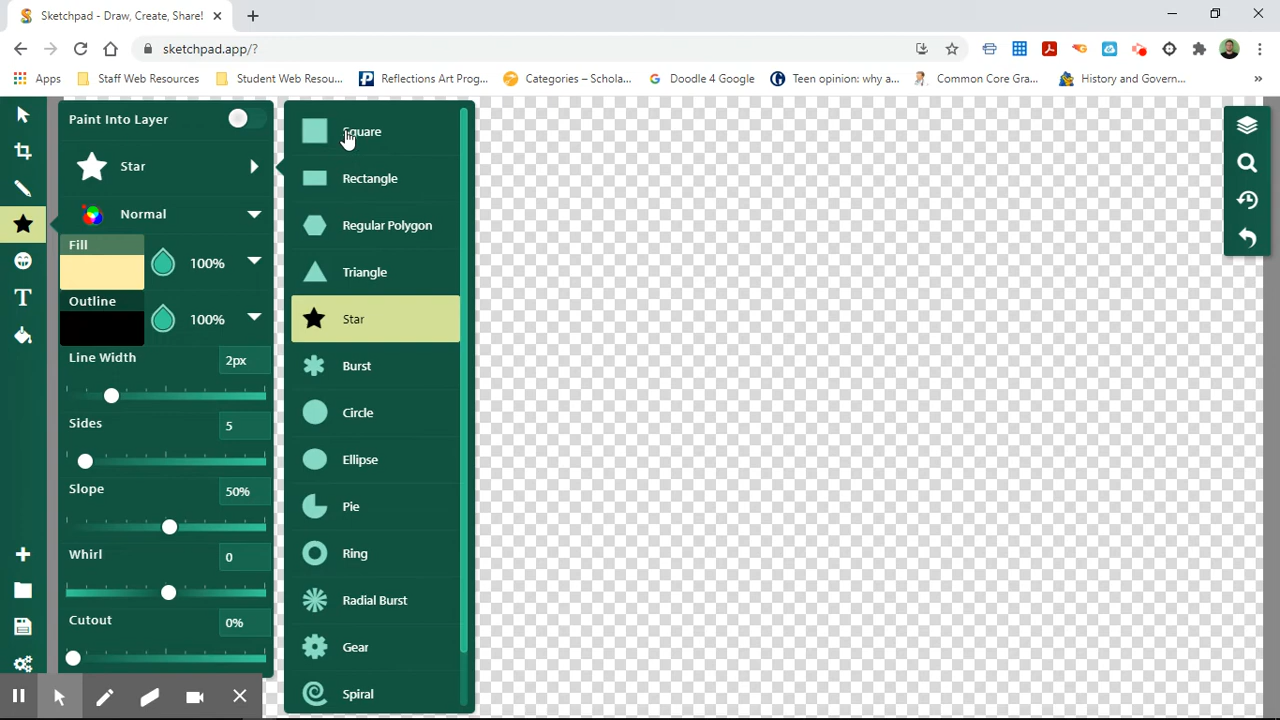 Sketchpad - Draw, Create, Share!
sketchpad.app/?
Apps
Staff Web Resources
Student Web Resou...
Reflections Art Prog...
Categories – Schola...
Doodle 4 Google
Teen opinion: why a...
Common Core Gra...
History and Govern...
»
Paint Into Layer
Star
Normal
Fill
100%
Outline
100%
Line Width
2px
Sides
5
Slope
50%
Whirl
0
Cutout
0%
Square
Rectangle
Regular Polygon
Triangle
Star
Burst
Circle
Ellipse
Pie
Ring
Radial Burst
Gear
Spiral